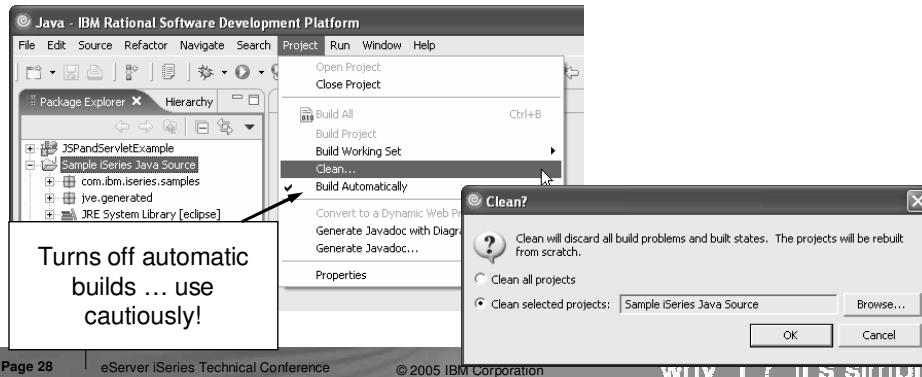 Java - IBM Rational Software Development Platform
File Edit Source Refactor Navigate Search Project Run Window Help
Package Explorer Hierarchy
JSPandServletExample
Sample iSeries Java Source
com.ibm.iseries.samples
jve.generated
JRE System Library [eclipse]
Open Project
Close Project
Build All Ctrl+B
Build Project
Build Working Set
Clean...
Build Automatically
Convert to a Dynamic Web
Generate Javadoc with
Generate Javadoc...
Properties
Turns off automatic
builds … use
cautiously!
Clean?
Clean will discard all build problems and built states. The projects will be rebuilt
from scratch.
Clean all projects
Clean selected projects: Sample iSeries Java Source Browse...
OK Cancel
Page 28 eServer iSeries Technical Conference © 2005 IBM Corporation